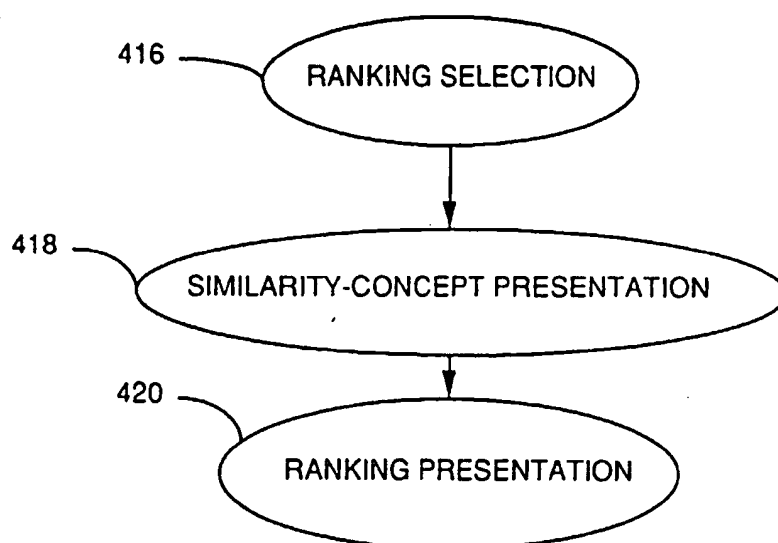 416
RANKING SELECTION
418
SIMILARITY-CONCEPT PRESENTATION
420
RANKING PRESENTATION